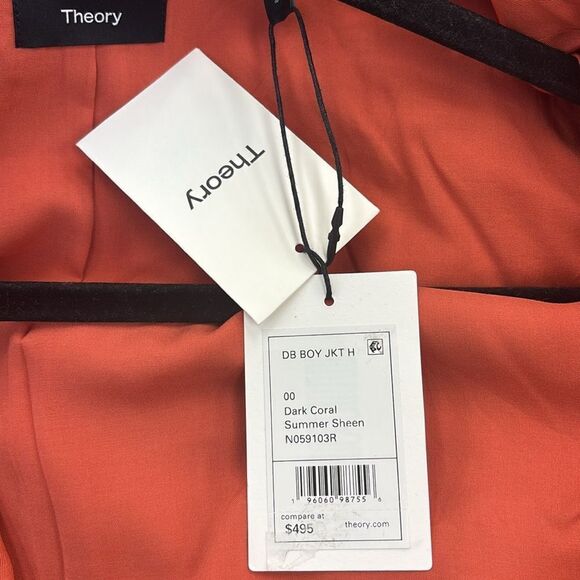 Theory
Theory
DB BOY JKT H
00
Dark Coral
Summer Sheen
N059103R
1 96060 98755 6
compare at
$495 theory.com